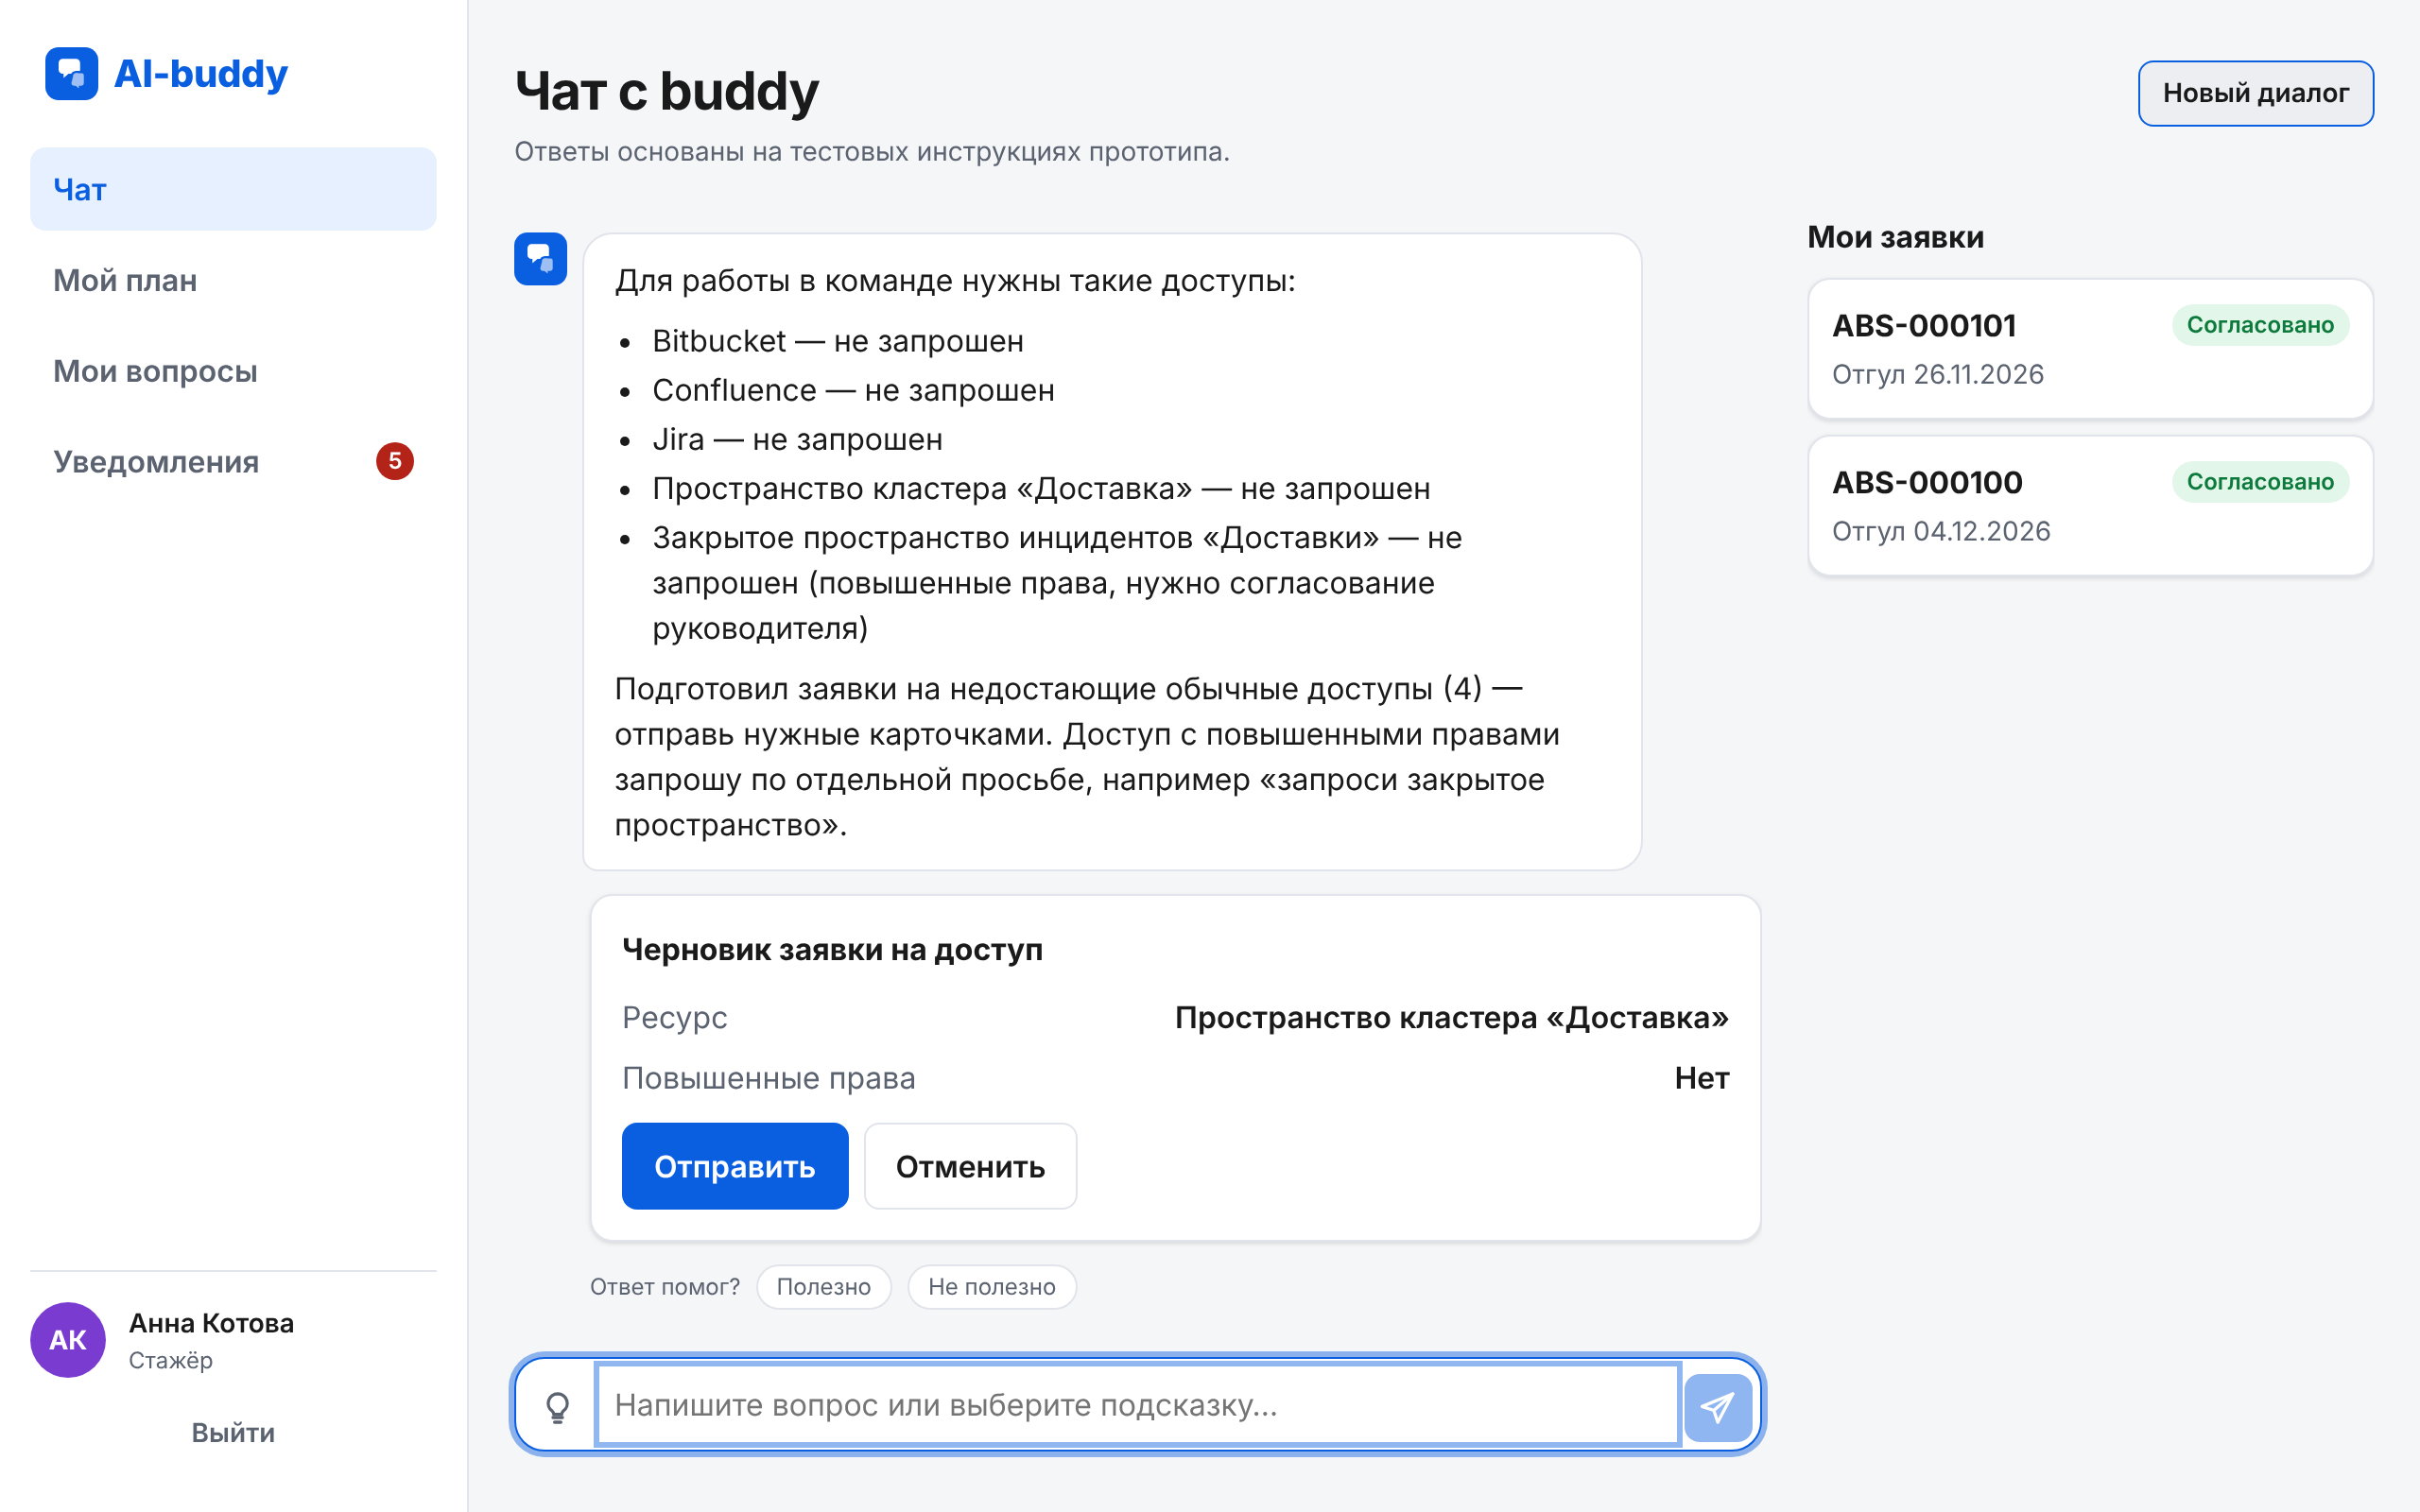 AI-buddy
Чат
Мой план
Мои вопросы
Уведомления 5
АК
Анна Котова
Стажёр
Выйти
Чат с buddy
Ответы основаны на тестовых инструкциях прототипа.
Новый диалог
Для работы в команде нужны такие доступы:
• Bitbucket — не запрошен
• Confluence — не запрошен
• Jira — не запрошен
• Пространство кластера «Доставка» — не запрошен
• Закрытое пространство инцидентов «Доставки» — не
запрошен (повышенные права, нужно согласование
руководителя)
Подготовил заявки на недостающие обычные доступы (4) —
отправь нужные карточками. Доступ с повышенными правами
запрошу по отдельной просьбе, например «запроси закрытое
пространство».
Черновик заявки на доступ
Ресурс Пространство кластера «Доставка»
Повышенные права Нет
Отправить Отменить
Ответ помог? Полезно Не полезно
Напишите вопрос или выберите подсказку...
Мои заявки
ABS-000101 Согласовано
Отгул 26.11.2026
ABS-000100 Согласовано
Отгул 04.12.2026